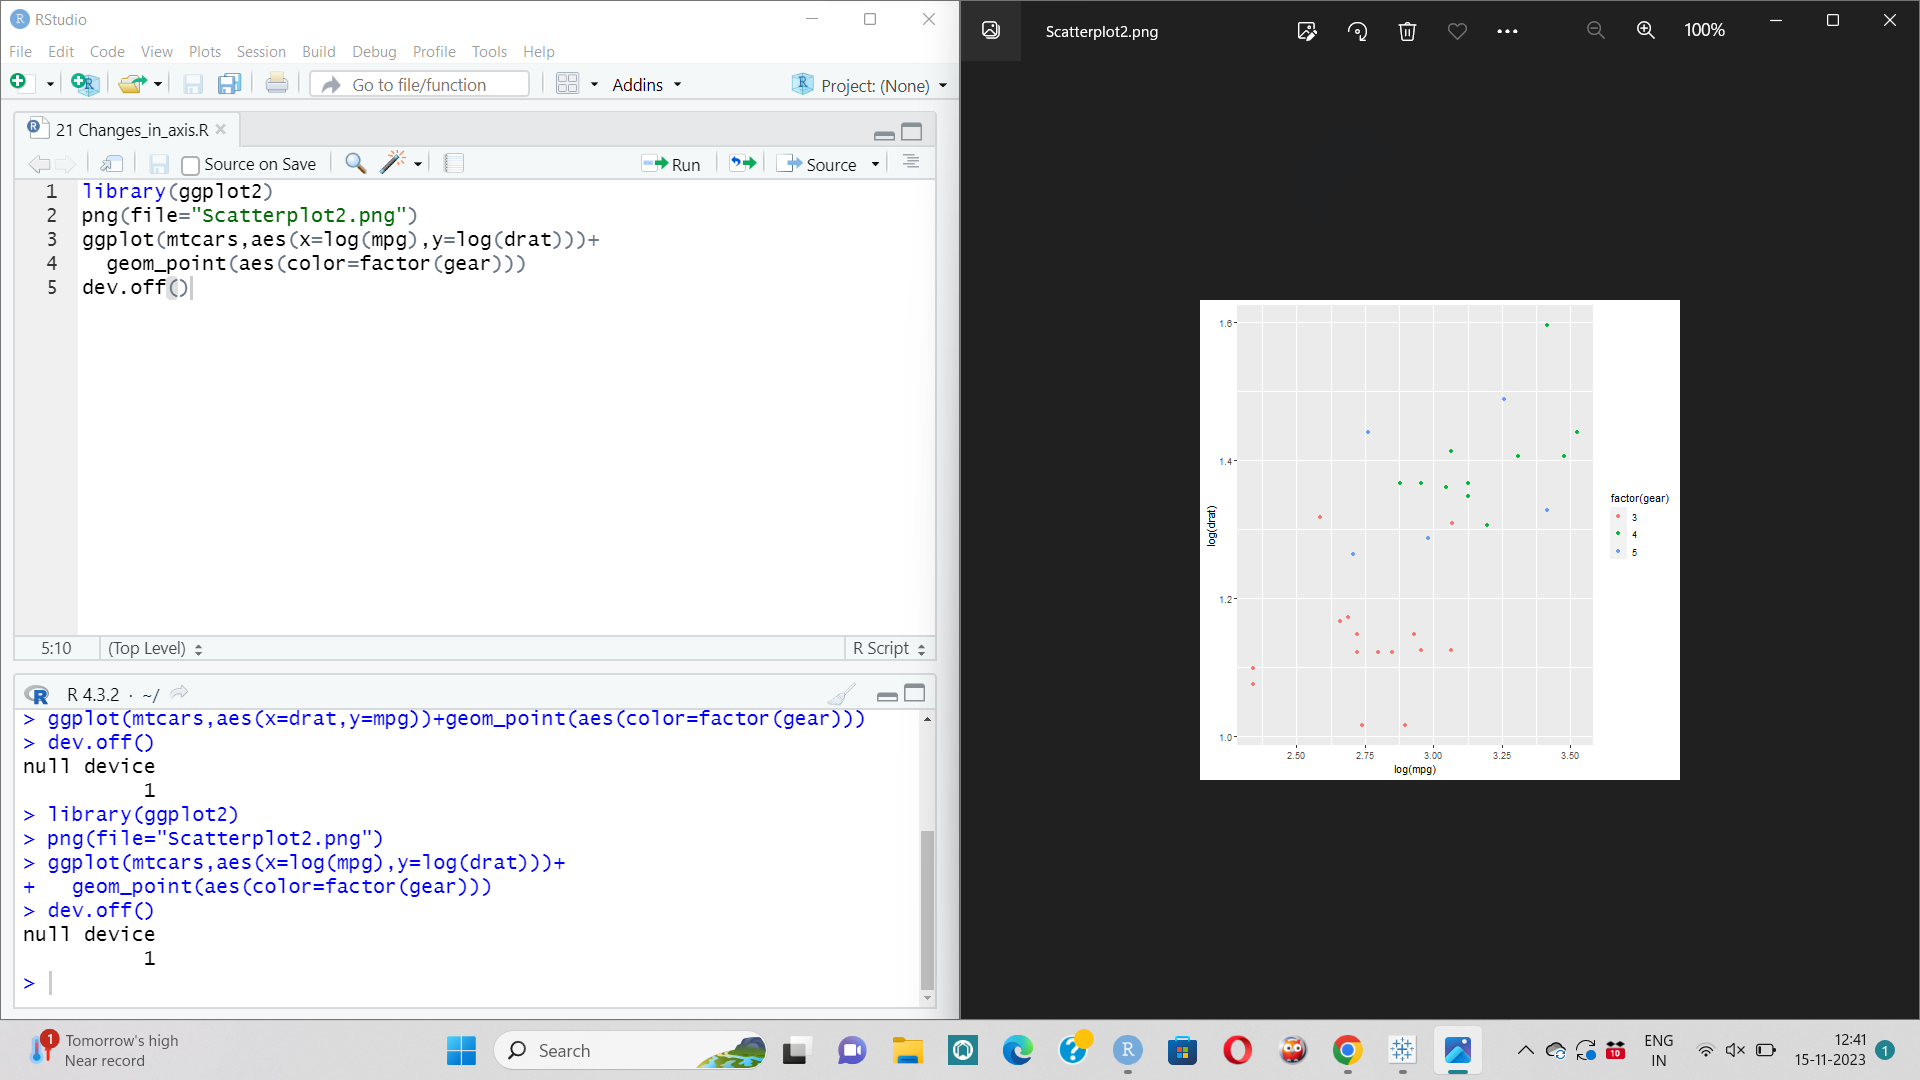 RStudio
File Edit Code View Plots Session Build Debug Profile Tools Help
Go to file/function Addins Project: (None)
21 Changes_in_axis.R
Source on Save Run Source
1 library(ggplot2)
2 png(file="Scatterplot2.png")
3 ggplot(mtcars,aes(x=log(mpg),y=log(drat)))+
4 geom_point(aes(color=factor(gear)))
5 dev.off()
5:10 (Top Level) R Script
R 4.3.2 · ~/
> ggplot(mtcars,aes(x=drat,y=mpg))+geom_point(aes(color=factor(gear)))
> dev.off()
null device
1
> library(ggplot2)
> png(file="Scatterplot2.png")
> ggplot(mtcars,aes(x=log(mpg),y=log(drat)))+
+ geom_point(aes(color=factor(gear)))
> dev.off()
null device
1
>
Scatterplot2.png 100%
1.6
1.4
1.2
1.0
log(drat)
2.50 2.75 3.00 3.25 3.50
log(mpg)
factor(gear)
3
4
5
1
Tomorrow's high
Near record
Search
10
ENG
IN
12:41
15-11-2023
1